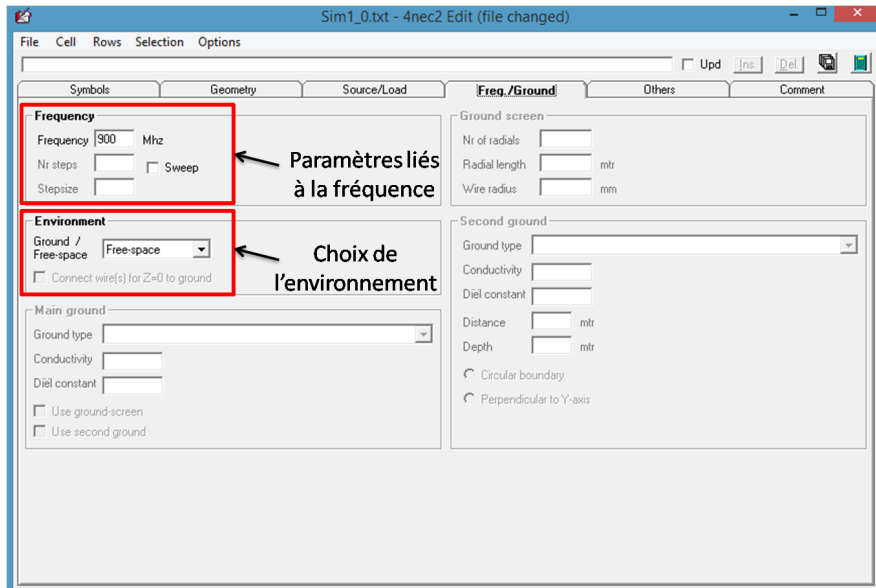 Sim1_0.txt - 4nec2 Edit (file changed)
File Cell Rows Selection Options
Upd Ins. Del.
Symbols Geometry Source/Load Freq./Ground Others Comment
Frequency
Frequency 900 Mhz
Nr steps
Sweep
Stepsize
Paramètres liés
à la fréquence
Environment
Ground /
Free-space
Free-space
Connect wire(s) for Z=0 to ground
Choix de
l'environnement
Main ground
Ground type
Conductivity
Diël constant
Use ground-screen
Use second ground
Ground screen
Nr of radials
Radial length mtr
Wire radius mm
Second ground
Ground type
Conductivity
Diël constant
Distance mtr
Depth mtr
Circular boundary
Perpendicular to Y-axis